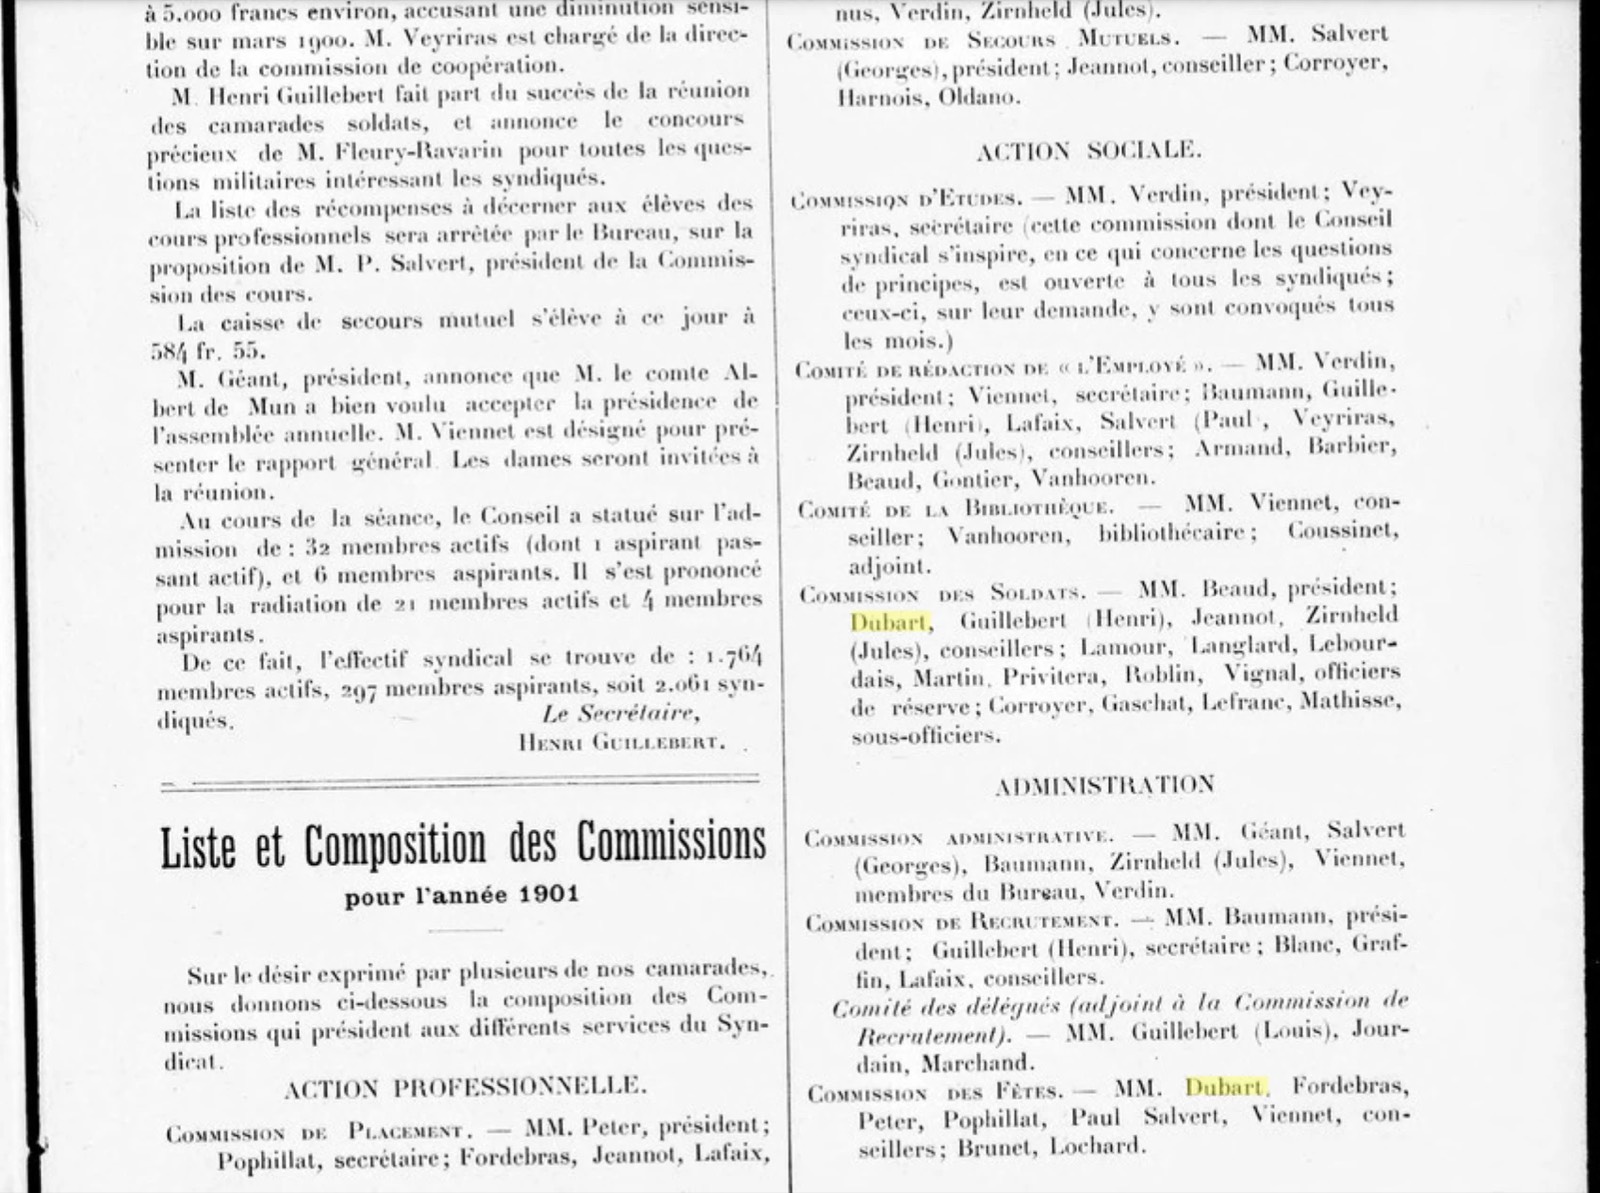 à 5.000 francs environ, accusant une diminution sensi-
ble sur mars 1900. M. Veyriras est chargé de la direc-
tion de la commission de coopération.
M. Henri Guillebert fait part du succès de la réunion
des camarades soldats, et annonce le concours
précieux de M. Fleury-Ravarin pour toutes les ques-
tions militaires intéressant les syndiqués.
La liste des récompenses à décerner aux élèves des
cours professionnels sera arrêtée par le Bureau, sur la
proposition de M. P. Salvert, président de la Commis-
sion des cours.
La caisse de secours mutuel s'élève à ce jour à
584 fr. 55.
M. Géant, président, annonce que M. le comte Al-
bert de Mun a bien voulu accepter la présidence de
l'assemblée annuelle. M. Viennet est désigné pour pré-
senter le rapport général. Les dames seront invitées à
la réunion.
Au cours de la séance, le Conseil a statué sur l'ad-
mission de : 32 membres actifs (dont 1 aspirant pas-
sant actif), et 6 membres aspirants. Il s'est prononcé
pour la radiation de 21 membres actifs et 4 membres
aspirants.
De ce fait, l'effectif syndical se trouve de : 1.764
membres actifs, 297 membres aspirants, soit 2.061 syn-
diqués.
Le Secrétaire,
HENRI GUILLEBERT.
Liste et Composition des Commissions
pour l'année 1901
Sur le désir exprimé par plusieurs de nos camarades,
nous donnons ci-dessous la composition des Com-
missions qui président aux différents services du Syn-
dicat.
ACTION PROFESSIONNELLE.
COMMISSION DE PLACEMENT. — MM. Peter, président;
Pophillat, secrétaire; Fordebras, Jeannot, Lafaix,
nus, Verdin, Zirnheld (Jules).
COMMISSION DE SECOURS MUTUELS. — MM. Salvert
(Georges), président; Jeannot, conseiller; Corroyer,
Harnois, Oldano.
ACTION SOCIALE.
COMMISSION D'ETUDES. — MM. Verdin, président; Vey-
riras, secrétaire (cette commission dont le Conseil
syndical s'inspire, en ce qui concerne les questions
de principes, est ouverte à tous les syndiqués;
ceux-ci, sur leur demande, y sont convoqués tous
les mois.)
COMITÉ DE RÉDACTION DE « L'EMPLOYÉ ». — MM. Verdin,
président; Viennet, secrétaire; Baumann, Guille-
bert (Henri), Lafaix, Salvert (Paul), Veyriras,
Zirnheld (Jules), conseillers; Armand, Barbier,
Beaud, Gontier, Vanhooren.
COMITÉ DE LA BIBLIOTHÈQUE. — MM. Viennet, con-
seiller; Vanhooren, bibliothécaire; Coussinet,
adjoint.
COMMISSION DES SOLDATS. — MM. Beaud, président;
Dubart, Guillebert (Henri), Jeannot, Zirnheld
(Jules), conseillers; Lamour, Langlard, Lebour-
dais, Martin, Privitera, Roblin, Vignal, officiers
de réserve; Corroyer, Gaschat, Lefranc, Mathisse,
sous-officiers.
ADMINISTRATION
COMMISSION ADMINISTRATIVE. — MM. Géant, Salvert
(Georges), Baumann, Zirnheld (Jules), Viennet,
membres du Bureau, Verdin.
COMMISSION DE RECRUTEMENT. — MM. Baumann, prési-
dent; Guillebert (Henri), secrétaire; Blanc, Graf-
fin, Lafaix, conseillers.
Comité des délégués (adjoint à la Commission de
Recrutement). — MM. Guillebert (Louis), Jour-
dain, Marchand.
COMMISSION DES FÊTES. — MM. Dubart, Fordebras,
Peter, Pophillat, Paul Salvert, Viennet, con-
seillers; Brunet, Lochard.